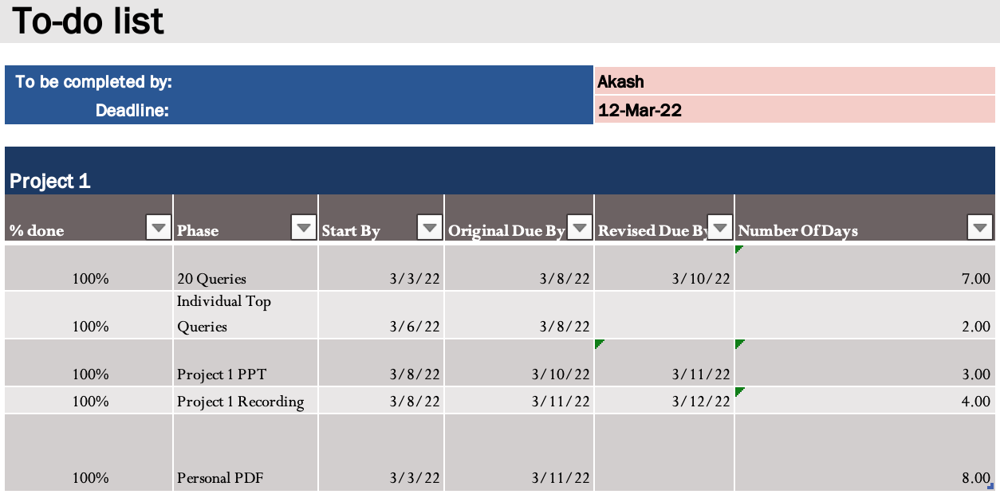 To-do list
To be completed by: Akash
Deadline: 12-Mar-22
Project 1
% done Phase Start By Original Due By Revised Due By Number Of Days
100% 20 Queries 3/3/22 3/8/22 3/10/22 7.00
Individual Top
100% Queries 3/6/22 3/8/22 2.00
100% Project 1 PPT 3/8/22 3/10/22 3/11/22 3.00
100% Project 1 Recording 3/8/22 3/11/22 3/12/22 4.00
100% Personal PDF 3/3/22 3/11/22 8.00